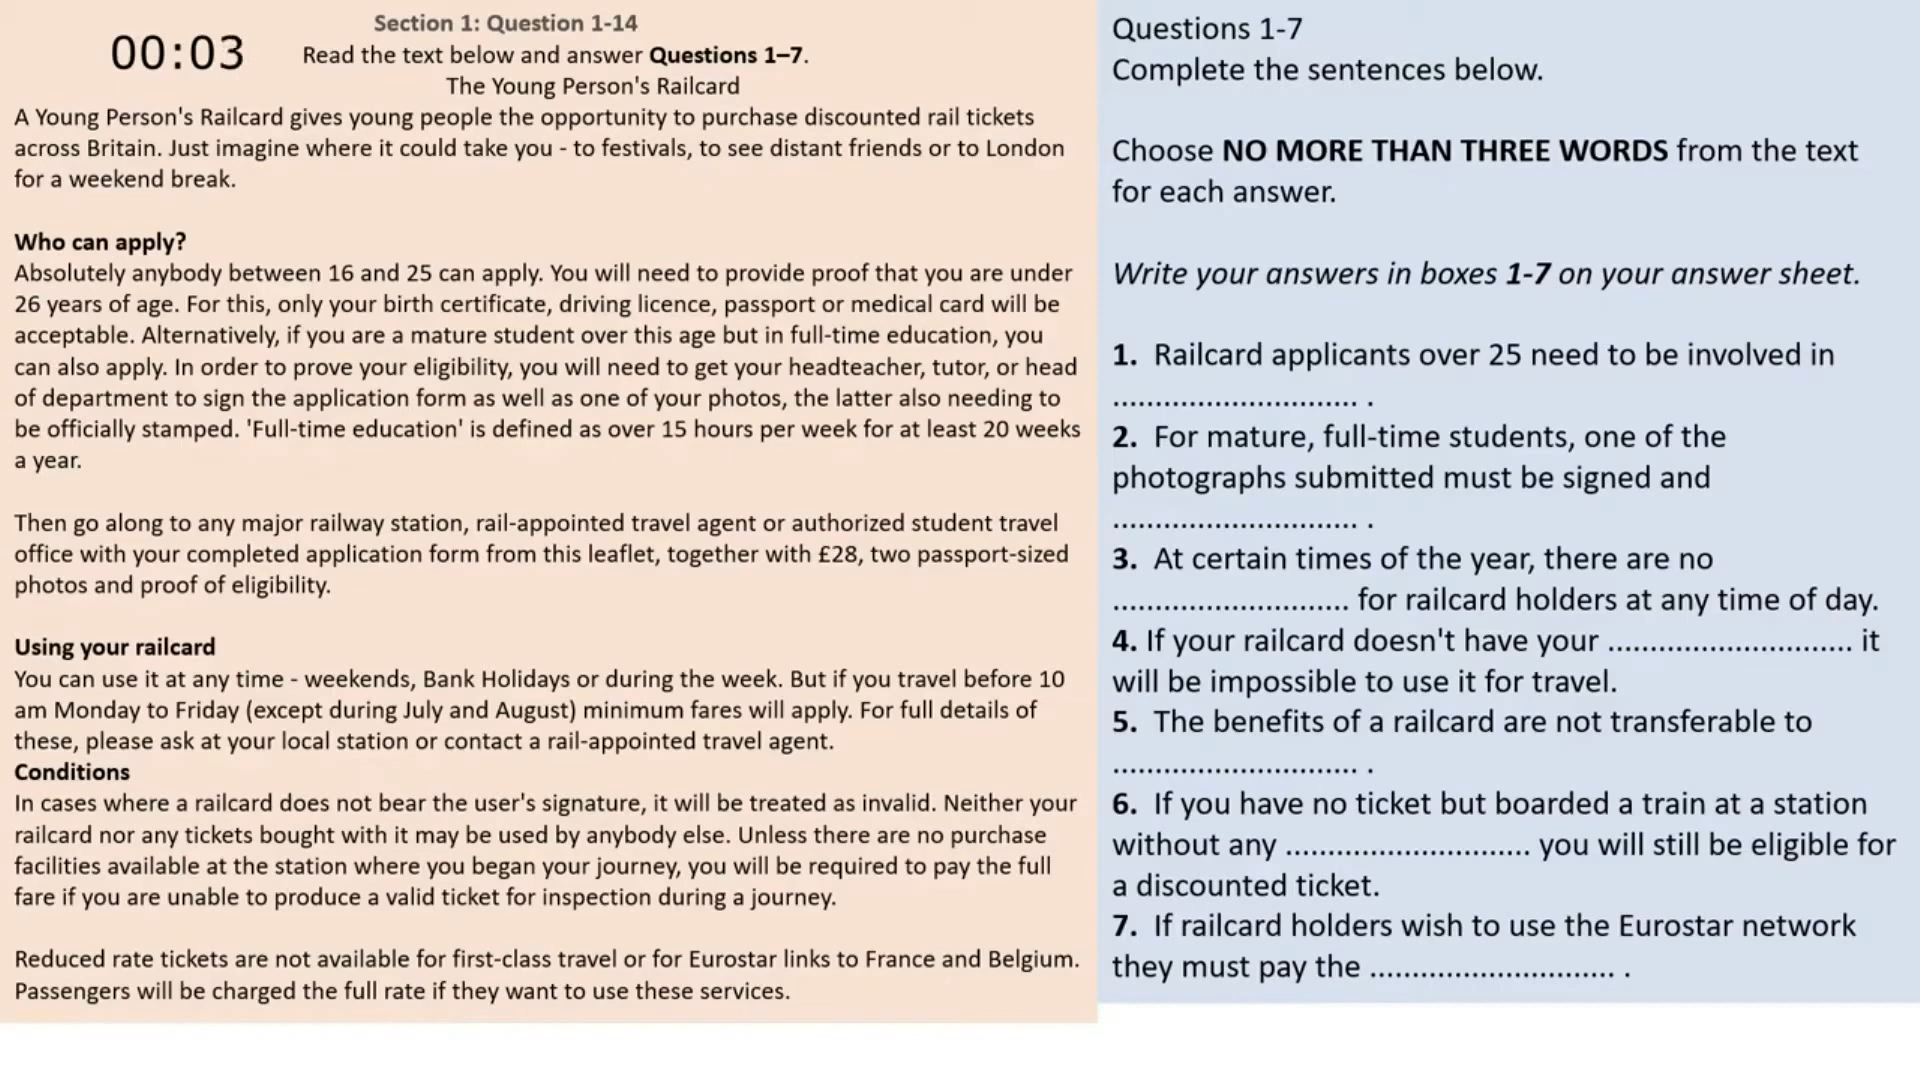 Section 1: Question 1-14
00:03
Read the text below and answer Questions 1–7.
The Young Person's Railcard
A Young Person's Railcard gives young people the opportunity to purchase discounted rail tickets
across Britain. Just imagine where it could take you - to festivals, to see distant friends or to London
for a weekend break.
Who can apply?
Absolutely anybody between 16 and 25 can apply. You will need to provide proof that you are under
26 years of age. For this, only your birth certificate, driving licence, passport or medical card will be
acceptable. Alternatively, if you are a mature student over this age but in full-time education, you
can also apply. In order to prove your eligibility, you will need to get your headteacher, tutor, or head
of department to sign the application form as well as one of your photos, the latter also needing to
be officially stamped. 'Full-time education' is defined as over 15 hours per week for at least 20 weeks
a year.
Then go along to any major railway station, rail-appointed travel agent or authorized student travel
office with your completed application form from this leaflet, together with £28, two passport-sized
photos and proof of eligibility.
Using your railcard
You can use it at any time - weekends, Bank Holidays or during the week. But if you travel before 10
am Monday to Friday (except during July and August) minimum fares will apply. For full details of
these, please ask at your local station or contact a rail-appointed travel agent.
Conditions
In cases where a railcard does not bear the user's signature, it will be treated as invalid. Neither your
railcard nor any tickets bought with it may be used by anybody else. Unless there are no purchase
facilities available at the station where you began your journey, you will be required to pay the full
fare if you are unable to produce a valid ticket for inspection during a journey.
Reduced rate tickets are not available for first-class travel or for Eurostar links to France and Belgium.
Passengers will be charged the full rate if they want to use these services.
Questions 1-7
Complete the sentences below.
Choose NO MORE THAN THREE WORDS from the text
for each answer.
Write your answers in boxes 1-7 on your answer sheet.
1. Railcard applicants over 25 need to be involved in
............................. .
2. For mature, full-time students, one of the
photographs submitted must be signed and
............................. .
3. At certain times of the year, there are no
............................ for railcard holders at any time of day.
4. If your railcard doesn't have your ............................. it
will be impossible to use it for travel.
5. The benefits of a railcard are not transferable to
............................. .
6. If you have no ticket but boarded a train at a station
without any ............................. you will still be eligible for
a discounted ticket.
7. If railcard holders wish to use the Eurostar network
they must pay the ............................. .